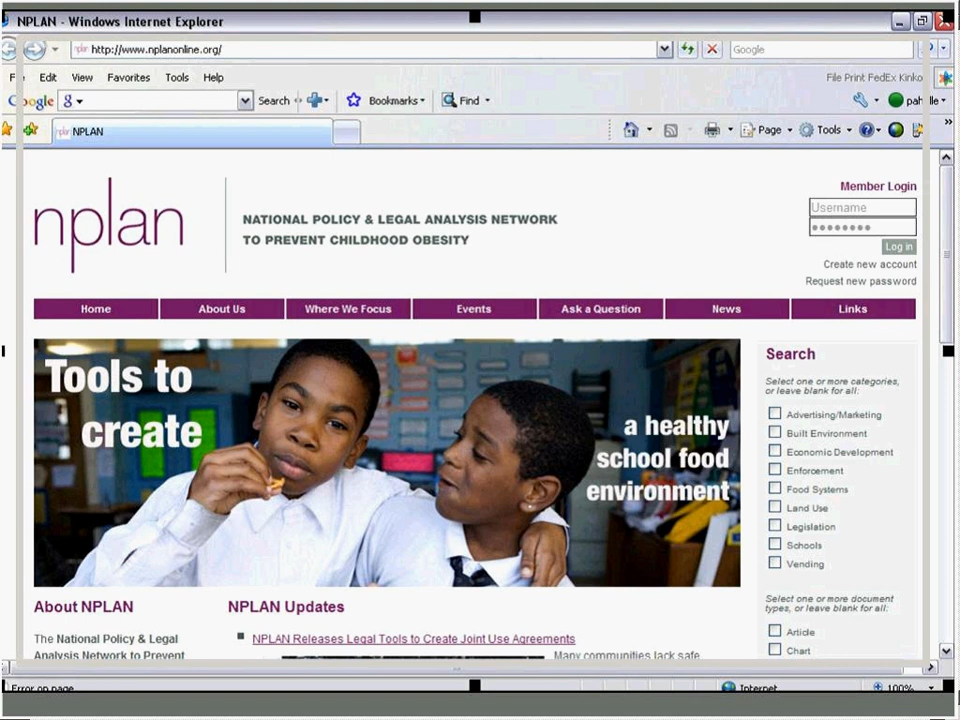 NPLAN - Windows Internet Explorer
http://www.nplanonline.org/
Google
Edit View Favorites Tools Help
File Print FedEx Kinko
Google Search Bookmarks Find
NPLAN
Page Tools
nplan
NATIONAL POLICY & LEGAL ANALYSIS NETWORK
TO PREVENT CHILDHOOD OBESITY
Member Login
Username
Log in
Create new account
Request new password
Home About Us Where We Focus Events Ask a Question News Links
Tools to
create
a healthy
school food
environment
Search
Select one or more categories,
or leave blank for all:
Advertising/Marketing
Built Environment
Economic Development
Enforcement
Food Systems
Land Use
Legislation
Schools
Vending
Select one or more document
types, or leave blank for all:
Article
Chart
About NPLAN
The National Policy & Legal
Analysis Network to Prevent
NPLAN Updates
NPLAN Releases Legal Tools to Create Joint Use Agreements
Many communities lack safe
Error on page
Internet
100%